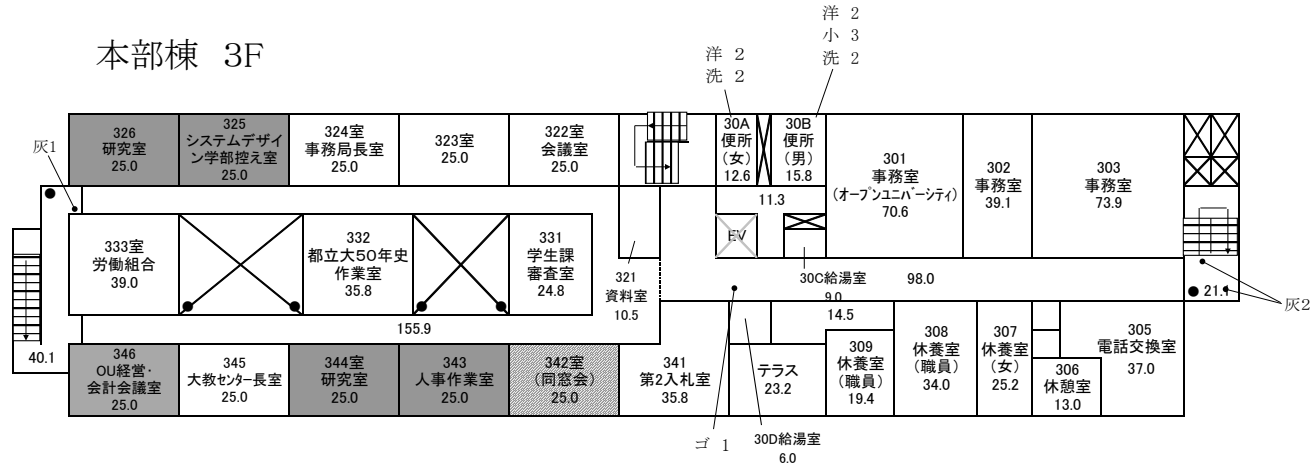 本部棟 3F
洋 2
洗 2
洋 2
小 3
洗 2
灰1
326
研究室
25.0
325
システムデザイ
ン学部控え室
25.0
324室
事務局長室
25.0
323室
25.0
322室
会議室
25.0
30A
便所
(女)
12.6
30B
便所
(男)
15.8
301
事務室
(オープンユニバーシティ)
70.6
302
事務室
39.1
303
事務室
73.9
11.3
EV
333室
労働組合
39.0
332
都立大50年史
作業室
35.8
331
学生課
審査室
24.8
321
資料室
10.5
30C給湯室
9.0
98.0
21.1
灰2
155.9
14.5
40.1
346
OU経営・
会計会議室
25.0
345
大教センター長室
25.0
344室
研究室
25.0
343
人事作業室
25.0
342室
(同窓会)
25.0
341
第2入札室
35.8
テラス
23.2
309
休養室
(職員)
19.4
308
休養室
(職員)
34.0
307
休養室
(女)
25.2
306
休憩室
13.0
305
電話交換室
37.0
ゴ 1
30D給湯室
6.0